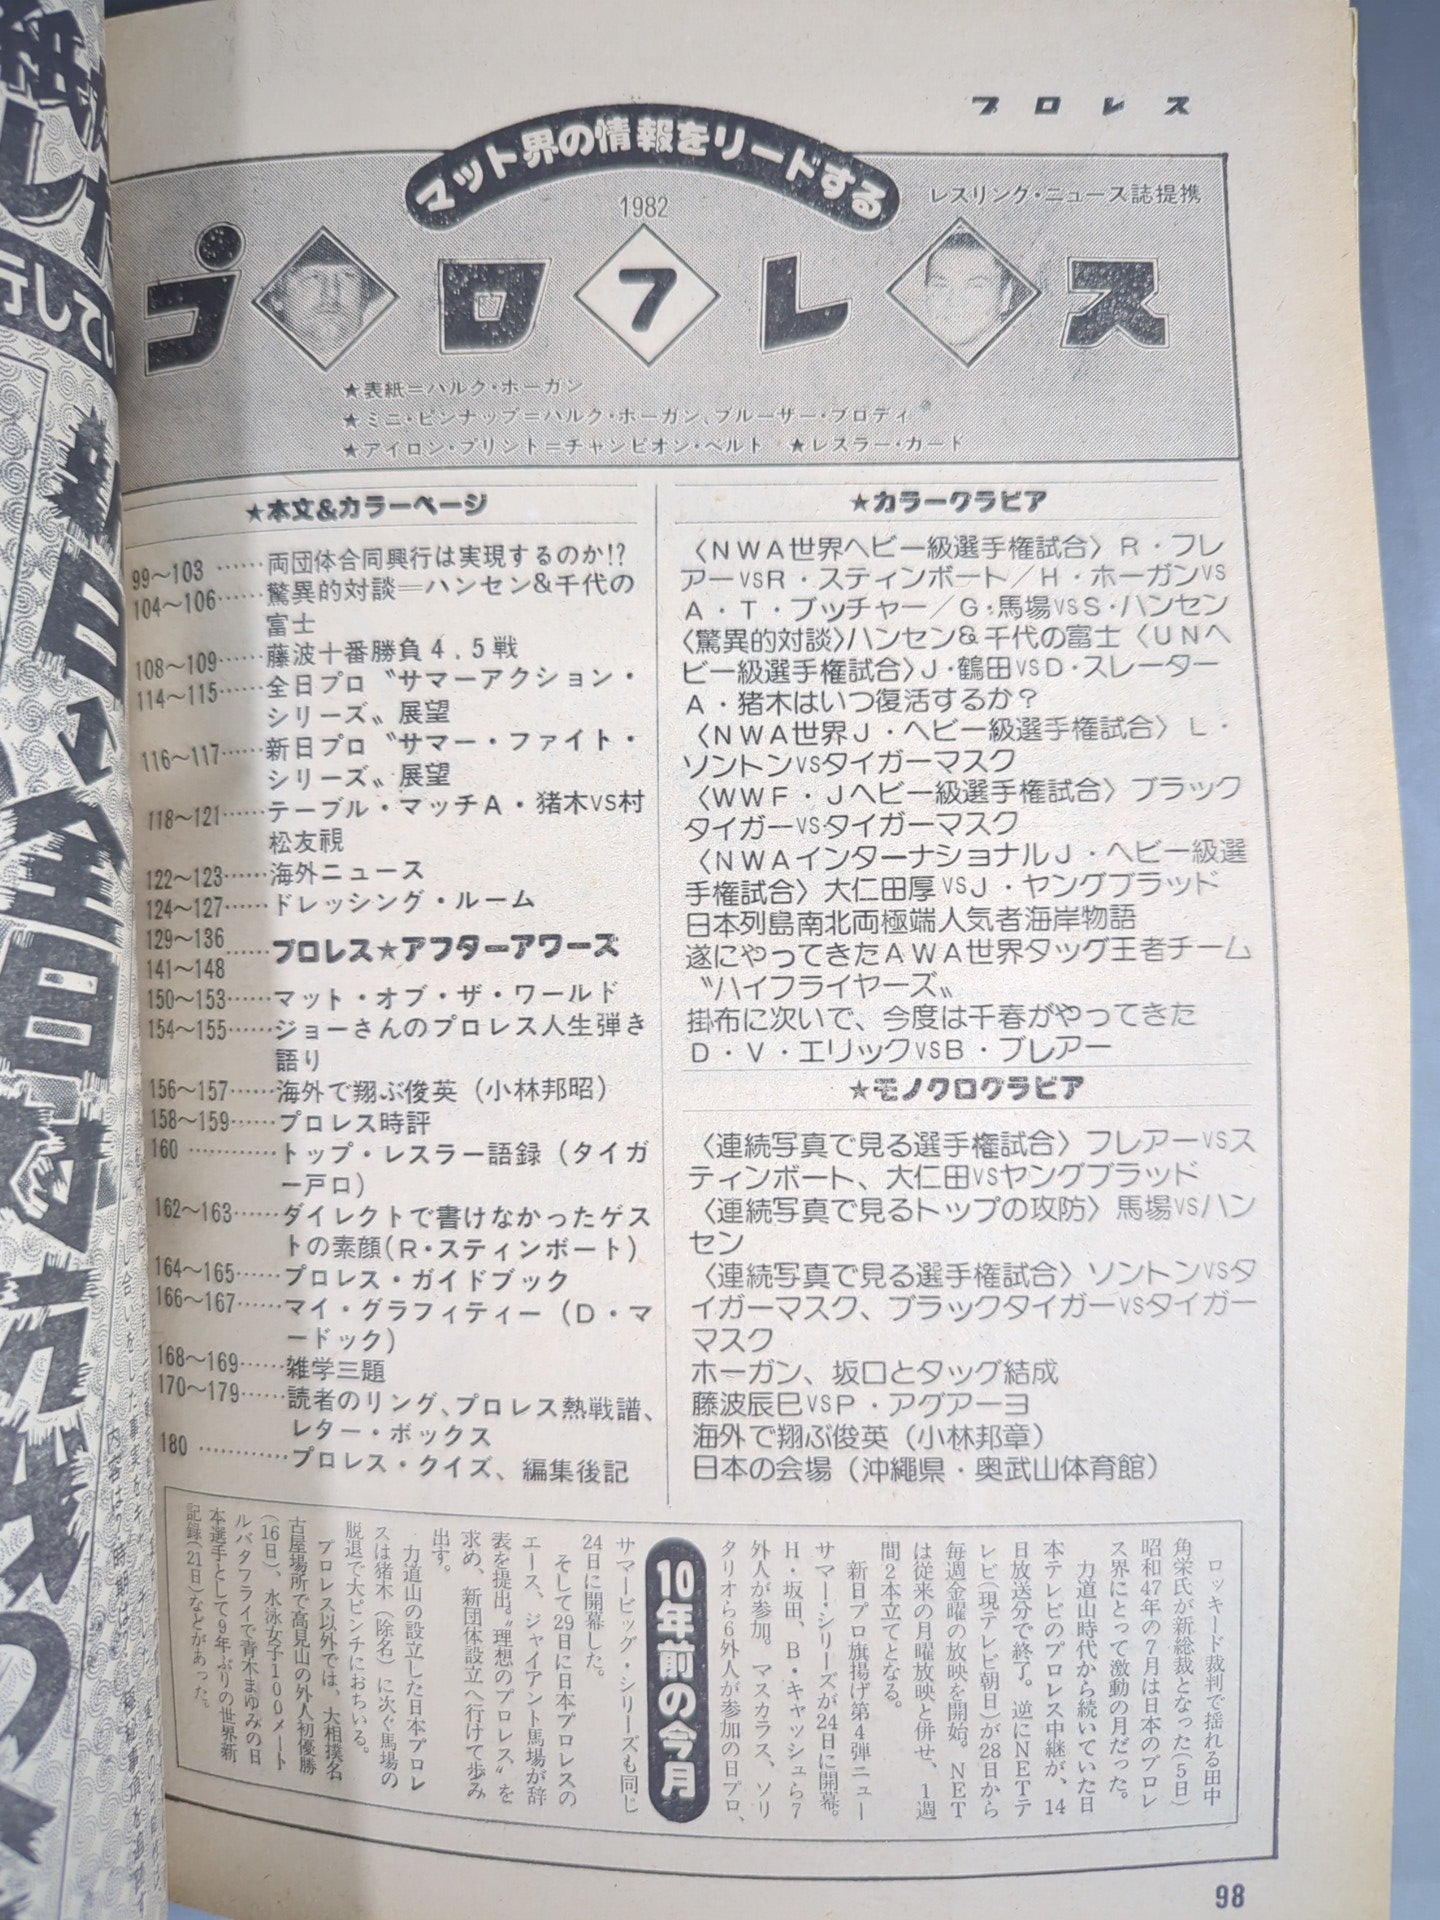 プロレス
マット界の情報をリードする
レスリング・ニュース誌提携
1982
プロ7レス
★表紙=ハルク・ホーガン
★ミニ・ピンナップ=ハルク・ホーガン、ブルーザー・ブロディ
★アイロン・プリント=チャンピオン・ベルト ★レスラー・カード
★本文&カラーページ
99〜103……両団体合同興行は実現するのか!?
104〜106……驚異的対談=ハンセン&千代の
富士
108〜109……藤波十番勝負4.5戦
114〜115……全日プロ〝サマーアクション・
シリーズ〟展望
116〜117……新日プロ〝サマー・ファイト・
シリーズ〟展望
118〜121……テーブル・マッチA・猪木VS村
松友視
122〜123……海外ニュース
124〜127……ドレッシング・ルーム
129〜136
141〜148……プロレス★アフターアワーズ
150〜153……マット・オブ・ザ・ワールド
154〜155……ジョーさんのプロレス人生弾き
語り
156〜157……海外で翔ぶ俊英(小林邦昭)
158〜159……プロレス時評
160…………トップ・レスラー語録(タイガ
ー戸口)
162〜163……ダイレクトで書けなかったゲス
トの素顔(R・スティンボート)
164〜165……プロレス・ガイドブック
166〜167……マイ・グラフィティー(D・マ
ードック)
168〜169……雑学三題
170〜179……読者のリング、プロレス熱戦譜、
レター・ボックス
180…………プロレス・クイズ、編集後記
★カラーグラビア
〈NWA世界ヘビー級選手権試合〉R・フレ
アーVSR・スティンボート/H・ホーガンVS
A・T・ブッチャー/G・馬場VSS・ハンセン
〈驚異的対談〉ハンセン&千代の富士〈UNヘ
ビー級選手権試合〉J・鶴田VSD・スレーター
A・猪木はいつ復活するか?
〈NWA世界J・ヘビー級選手権試合〉L・
ソントンVSタイガーマスク
〈WWF・Jヘビー級選手権試合〉ブラック
タイガーVSタイガーマスク
〈NWAインターナショナルJ・ヘビー級選
手権試合〉大仁田厚VSJ・ヤングブラッド
日本列島南北両極端人気者海岸物語
遂にやってきたAWA世界タッグ王者チーム
〝ハイフライヤーズ〟
掛布に次いで、今度は千春がやってきた
D・V・エリックVSB・ブレアー
★モノクログラビア
〈連続写真で見る選手権試合〉フレアーVSス
ティンボート、大仁田VSヤングブラッド
〈連続写真で見るトップの攻防〉馬場VSハン
セン
〈連続写真で見る選手権試合〉ソントンVSタ
イガーマスク、ブラックタイガーVSタイガー
マスク
ホーガン、坂口とタッグ結成
藤波辰巳VSP・アグアーヨ
海外で翔ぶ俊英(小林邦章)
日本の会場(沖縄県・奥武山体育館)
ロッキード裁判で揺れる田中
角栄氏が新総裁となった(5日)
昭和47年の7月は日本のプロレ
ス界にとって激動の月だった。
力道山時代から続いていた日
本テレビのプロレス中継が、14
日放送分で終了。逆にNETテ
レビ(現テレビ朝日)が28日から
毎週金曜の放映を開始。NET
は従来の月曜放映と併せ、1週
間2本立てとなる。
新日プロ旗揚げ第4弾ニュー
サマー・シリーズが24日に開幕。
H・坂田、B・キャッシュら7
外人が参加。マスカラス、ソリ
タリオら6外人が参加の日プロ、
10年前の今月
サマービッグ・シリーズも同じ
24日に開幕した。
そして29日に日本プロレスの
エース、ジャイアント馬場が辞
表を提出。〝理想のプロレス〟を
求め、新団体設立へ向けて歩み
出す。
力道山の設立した日本プロレ
スは猪木(除名)に次ぐ馬場の
脱退で大ピンチにおちいる。
プロレス以外では、大相撲名
古屋場所で高見山の外人初優勝
(16日)、水泳女子100メート
ルバタフライで青木まゆみの日
本選手として9年ぶりの世界新
記録(21日)などがあった。
98